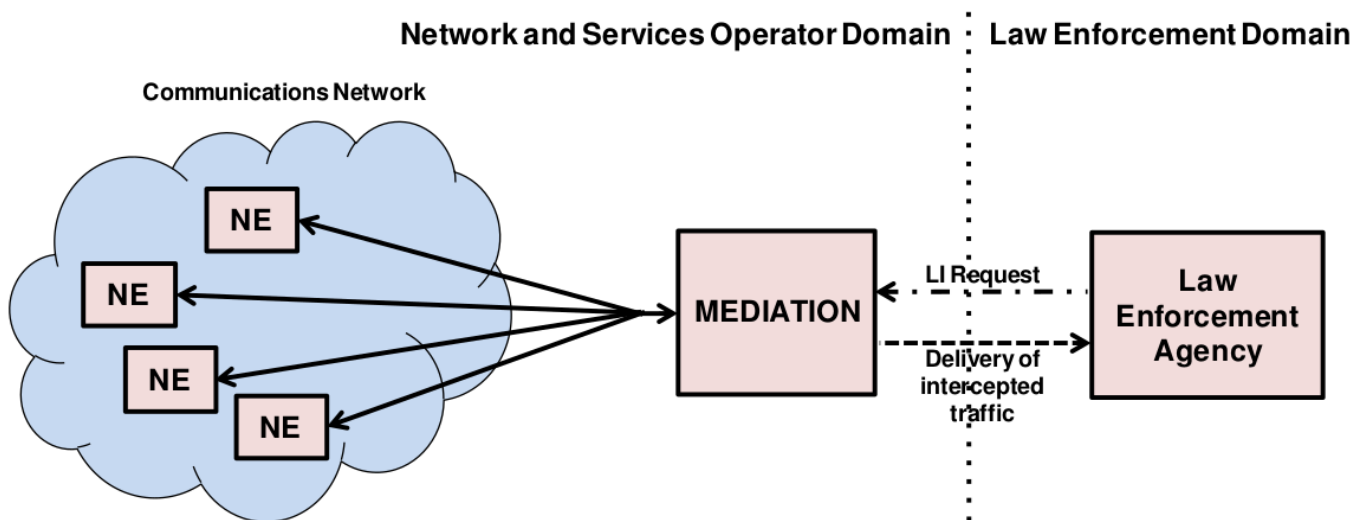 Network and Services Operator Domain
Law Enforcement Domain
Communications Network
NE
NE
NE
NE
MEDIATION
LI Request
Delivery of
intercepted
traffic
Law
Enforcement
Agency